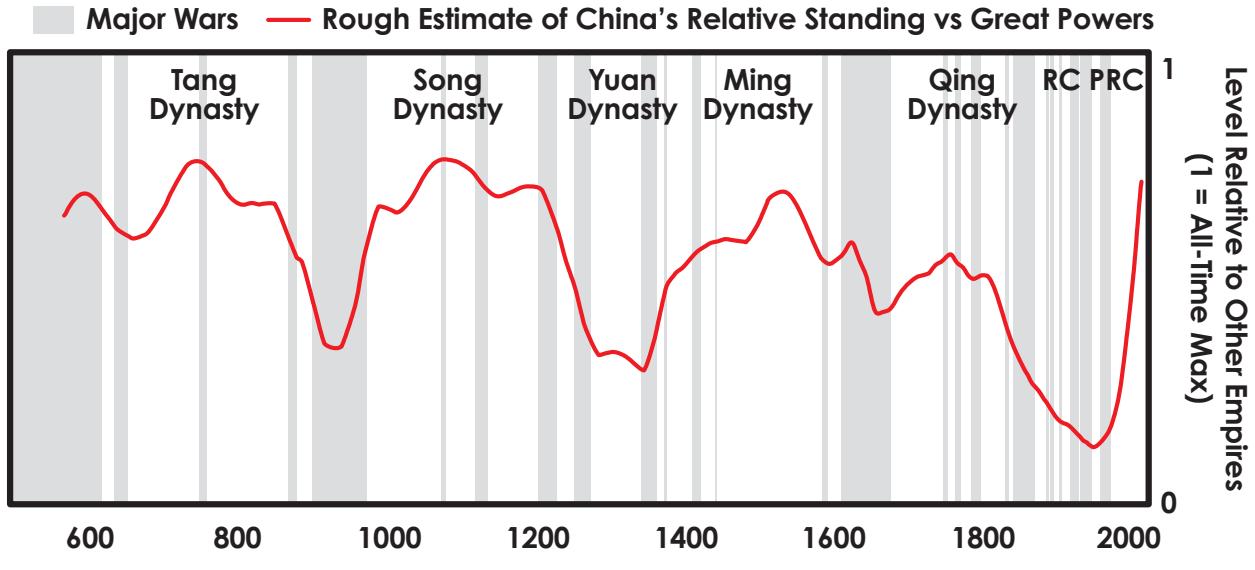 Major Wars
Rough Estimate of China’s Relative Standing vs Great Powers
Tang
Dynasty
Song
Dynasty
Yuan
Dynasty
Ming
Dynasty
Qing
Dynasty
RC
PRC
1
0
Level Relative to Other Empires
(1 = All-Time Max)
600
800
1000
1200
1400
1600
1800
2000